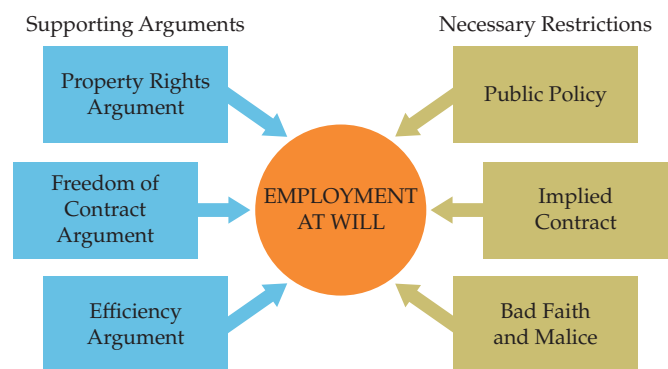 Supporting Arguments
Necessary Restrictions
Property Rights
Argument
Public Policy
Freedom of
Contract
Argument
EMPLOYMENT
AT WILL
Implied
Contract
Efficiency
Argument
Bad Faith
and Malice